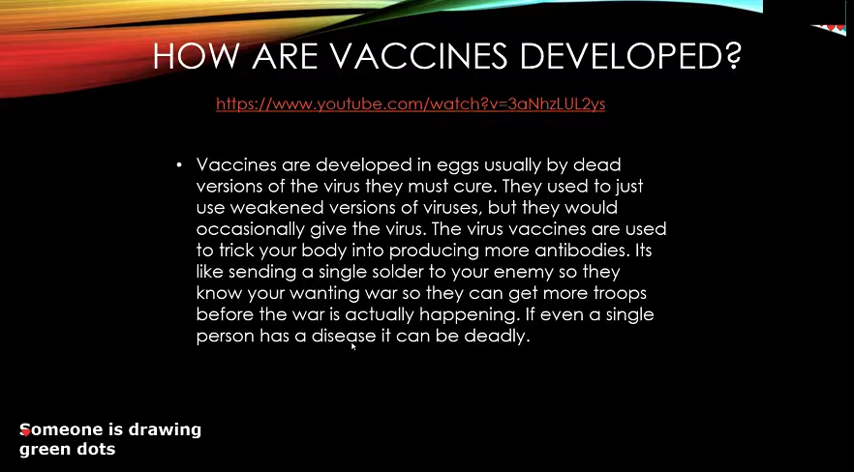 HOW ARE VACCINES DEVELOPED?
https://www.youtube.com/watch?v=3aNhzLUL2ys
• Vaccines are developed in eggs usually by dead
versions of the virus they must cure. They used to just
use weakened versions of viruses, but they would
occasionally give the virus. The virus vaccines are used
to trick your body into producing more antibodies. Its
like sending a single solder to your enemy so they
know your wanting war so they can get more troops
before the war is actually happening. If even a single
person has a disease it can be deadly.
Someone is drawing
green dots